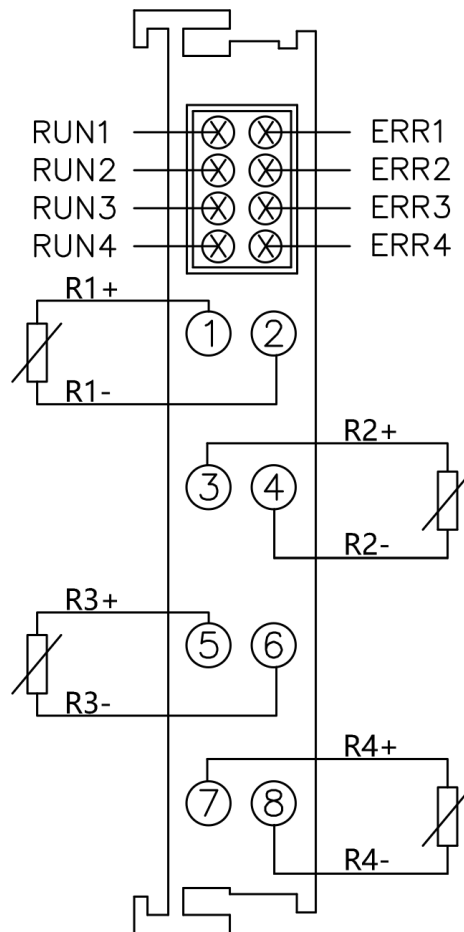 RUN1 ERR1
RUN2 ERR2
RUN3 ERR3
RUN4 ERR4
R1+
1 2
R1-
R2+
3 4
R2-
R3+
5 6
R3-
R4+
7 8
R4-